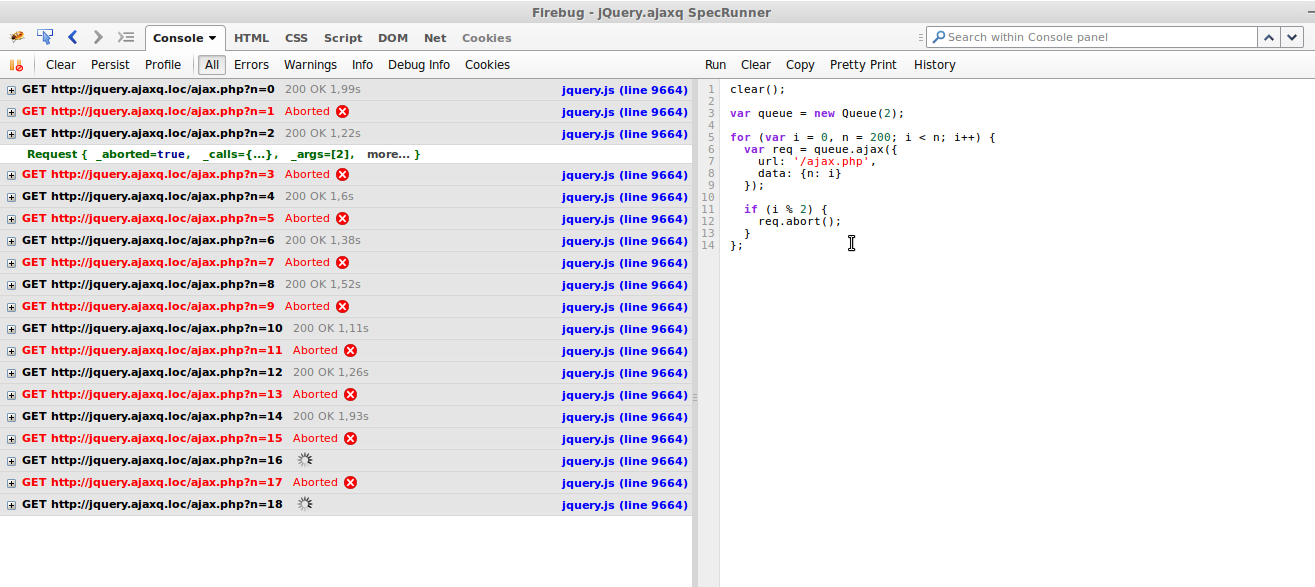 Firebug - jQuery.ajaxq SpecRunner
Console HTML CSS Script DOM Net Cookies
Search within Console panel
Clear Persist Profile All Errors Warnings Info Debug Info Cookies
Run Clear Copy Pretty Print History
GET http://jquery.ajaxq.loc/ajax.php?n=0 200 OK 1,99s jquery.js (line 9664)
GET http://jquery.ajaxq.loc/ajax.php?n=1 Aborted jquery.js (line 9664)
GET http://jquery.ajaxq.loc/ajax.php?n=2 200 OK 1,22s jquery.js (line 9664)
Request { _aborted=true, _calls={...}, _args=[2], more... }
GET http://jquery.ajaxq.loc/ajax.php?n=3 Aborted jquery.js (line 9664)
GET http://jquery.ajaxq.loc/ajax.php?n=4 200 OK 1,6s jquery.js (line 9664)
GET http://jquery.ajaxq.loc/ajax.php?n=5 Aborted jquery.js (line 9664)
GET http://jquery.ajaxq.loc/ajax.php?n=6 200 OK 1,38s jquery.js (line 9664)
GET http://jquery.ajaxq.loc/ajax.php?n=7 Aborted jquery.js (line 9664)
GET http://jquery.ajaxq.loc/ajax.php?n=8 200 OK 1,52s jquery.js (line 9664)
GET http://jquery.ajaxq.loc/ajax.php?n=9 Aborted jquery.js (line 9664)
GET http://jquery.ajaxq.loc/ajax.php?n=10 200 OK 1,11s jquery.js (line 9664)
GET http://jquery.ajaxq.loc/ajax.php?n=11 Aborted jquery.js (line 9664)
GET http://jquery.ajaxq.loc/ajax.php?n=12 200 OK 1,26s jquery.js (line 9664)
GET http://jquery.ajaxq.loc/ajax.php?n=13 Aborted jquery.js (line 9664)
GET http://jquery.ajaxq.loc/ajax.php?n=14 200 OK 1,93s jquery.js (line 9664)
GET http://jquery.ajaxq.loc/ajax.php?n=15 Aborted jquery.js (line 9664)
GET http://jquery.ajaxq.loc/ajax.php?n=16 jquery.js (line 9664)
GET http://jquery.ajaxq.loc/ajax.php?n=17 Aborted jquery.js (line 9664)
GET http://jquery.ajaxq.loc/ajax.php?n=18 jquery.js (line 9664)
1 clear();
2
3 var queue = new Queue(2);
4
5 for (var i = 0, n = 200; i < n; i++) {
6   var req = queue.ajax({
7     url: '/ajax.php',
8     data: {n: i}
9   });
10
11   if (i % 2) {
12     req.abort();
13   }
14 };